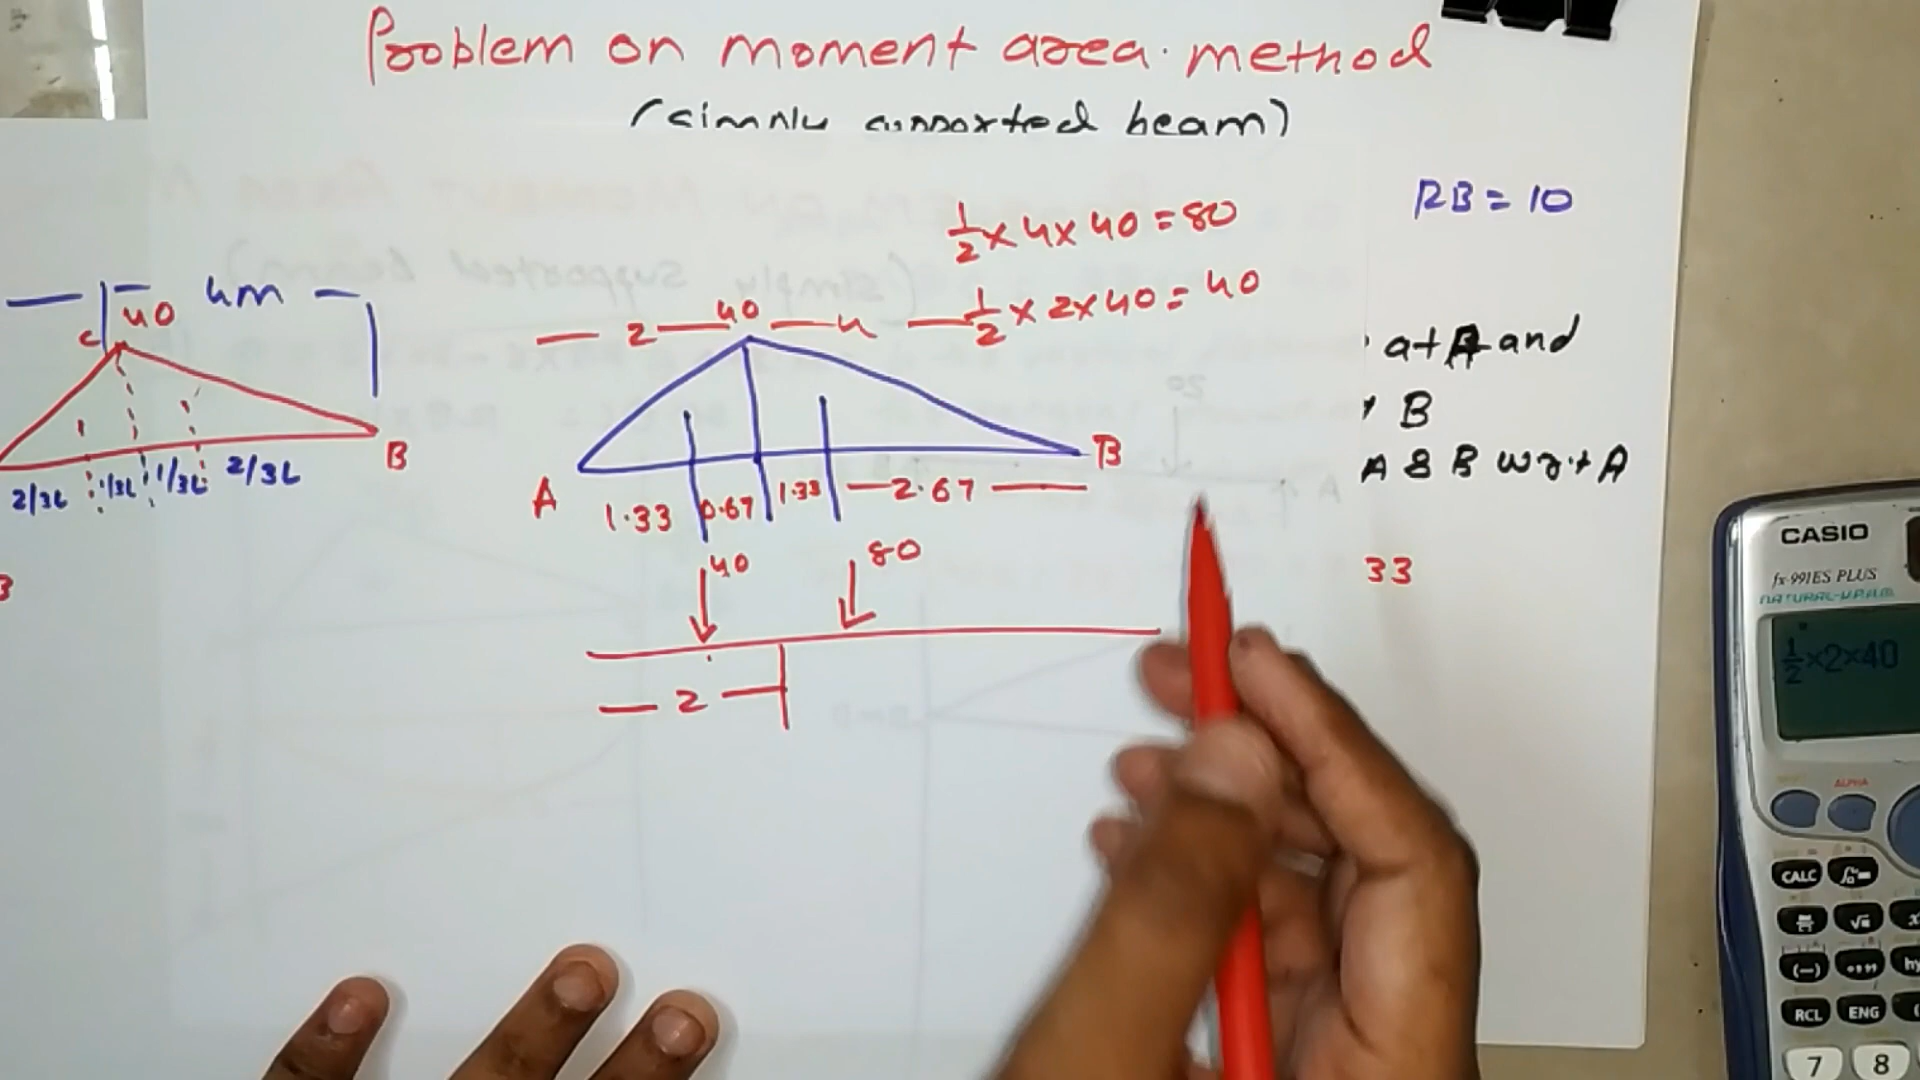 Problem on moment area method
(simply supported beam)
RB = 10
1/2 x 4 x 40 = 80
1/2 x 2 x 40 = 40
4m
C 40
B
2/3L 1/3L 1/3L 2/3L
2 40 4
A B
1.33 0.67 1.33 2.67
40 80
2
at A and
B
A & B w.r.t A
33
CASIO
fx-991ES PLUS
NATURAL-V.P.A.M.
1/2×2×40
ALPHA
CALC
(-)
RCL ENG
7 8